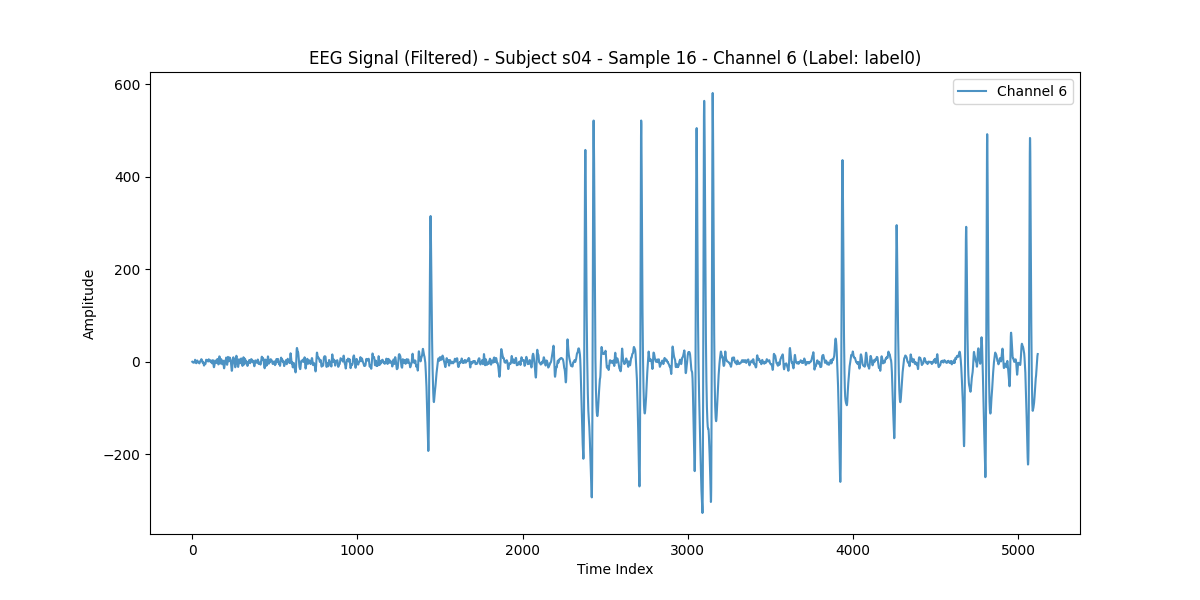 EEG Signal (Filtered) - Subject s04 - Sample 16 - Channel 6 (Label: label0)
Channel 6
600
400
200
0
−200
Amplitude
0 1000 2000 3000 4000 5000
Time Index